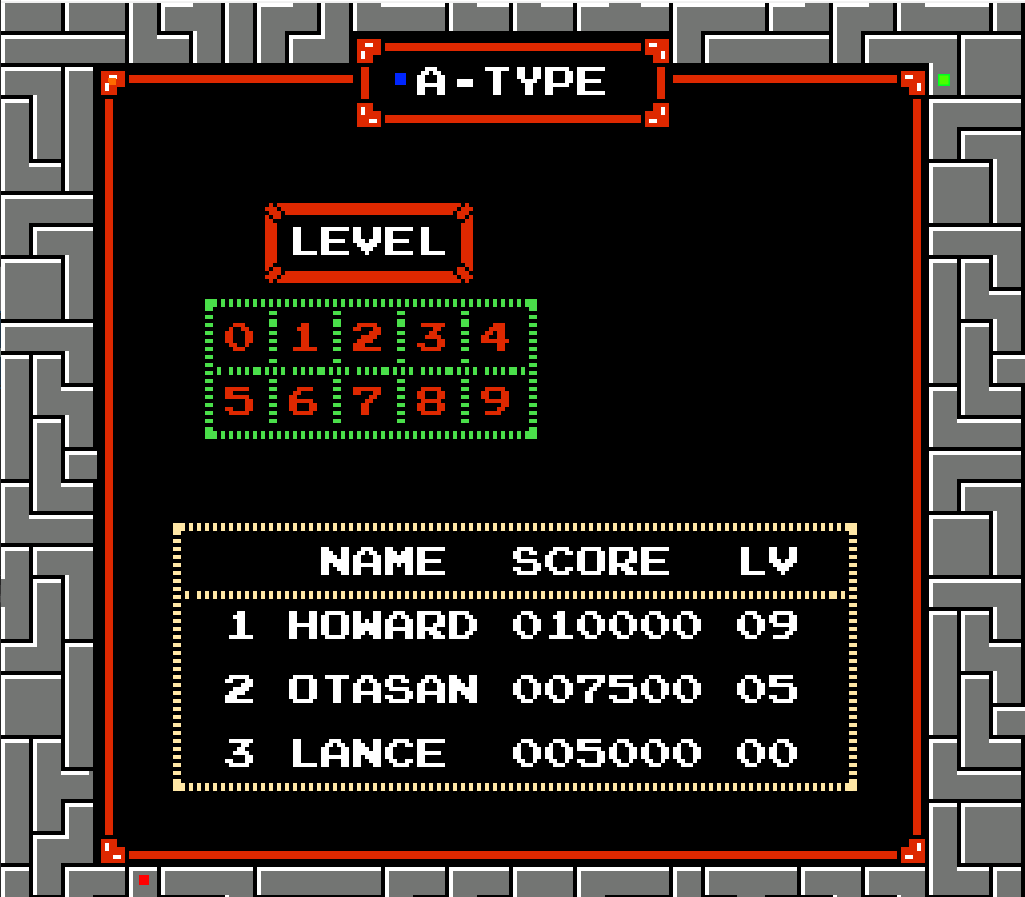 A-TYPE
LEVEL
0 1 2 3 4
5 6 7 8 9
NAME SCORE LV
1 HOWARD 010000 09
2 OTASAN 007500 05
3 LANCE 005000 00